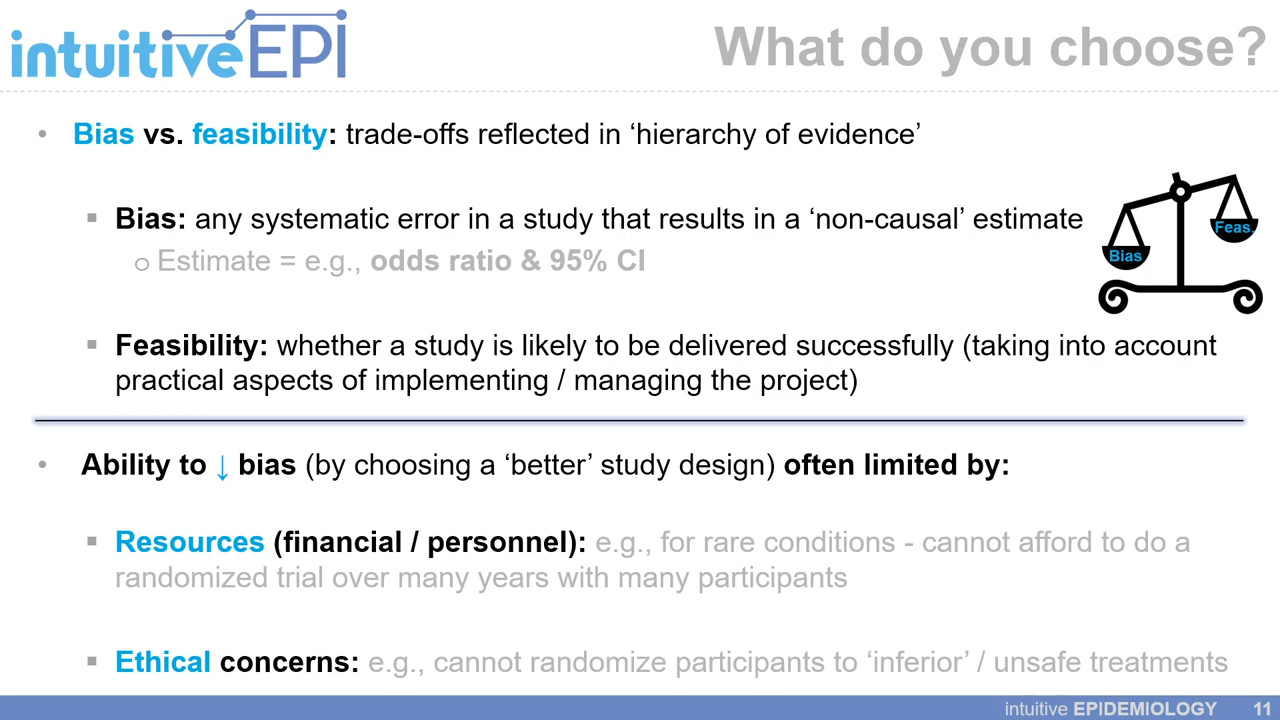 intuitiveEPI
What do you choose?
• Bias vs. feasibility: trade-offs reflected in ‘hierarchy of evidence’
▪ Bias: any systematic error in a study that results in a ‘non-causal’ estimate
o Estimate = e.g., odds ratio & 95% CI
Bias
Feas.
▪ Feasibility: whether a study is likely to be delivered successfully (taking into account
practical aspects of implementing / managing the project)
• Ability to ↓ bias (by choosing a ‘better’ study design) often limited by:
▪ Resources (financial / personnel): e.g., for rare conditions - cannot afford to do a
randomized trial over many years with many participants
▪ Ethical concerns: e.g., cannot randomize participants to ‘inferior’ / unsafe treatments
intuitive EPIDEMIOLOGY 11